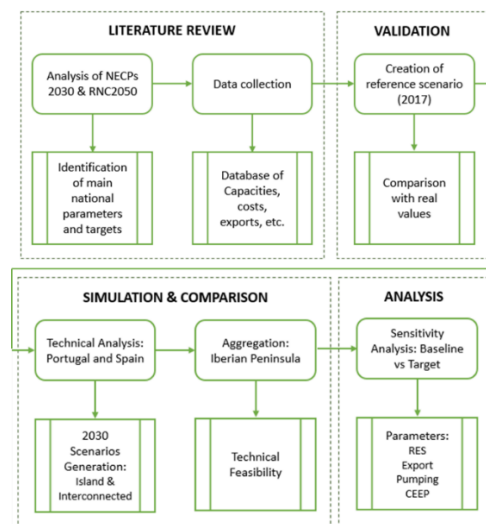 LITERATURE REVIEW
Analysis of NECPs
2030 & RNC2050
Data collection
Identification
of main
national
parameters
and targets
Database of
Capacities,
costs,
exports, etc.
VALIDATION
Creation of
reference scenario
(2017)
Comparison
with real
values
SIMULATION & COMPARISON
Technical Analysis:
Portugal and Spain
Aggregation:
Iberian Peninsula
2030
Scenarios
Generation:
Island &
Interconnected
Technical
Feasibility
ANALYSIS
Sensitivity
Analysis: Baseline
vs Target
Parameters:
RES
Export
Pumping
CEEP